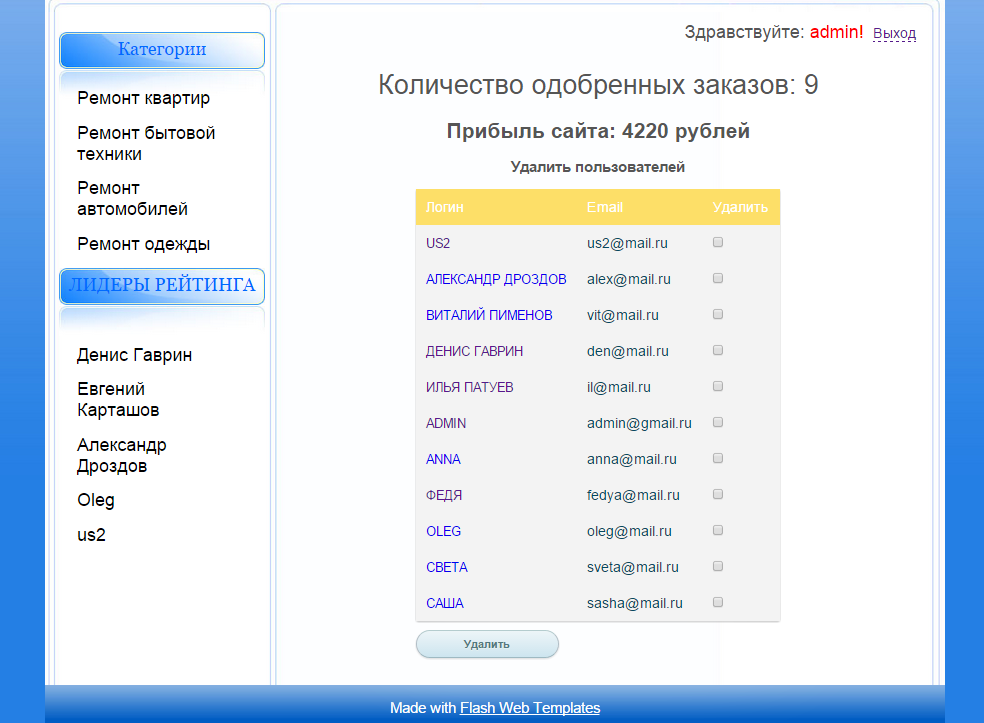 Категории
Ремонт квартир
Ремонт бытовой
техники
Ремонт
автомобилей
Ремонт одежды
ЛИДЕРЫ РЕЙТИНГА
Денис Гаврин
Евгений
Карташов
Александр
Дроздов
Oleg
us2
Здравствуйте: admin! Выход
Количество одобренных заказов: 9
Прибыль сайта: 4220 рублей
Удалить пользователей
Логин Email Удалить
US2 us2@mail.ru
АЛЕКСАНДР ДРОЗДОВ alex@mail.ru
ВИТАЛИЙ ПИМЕНОВ vit@mail.ru
ДЕНИС ГАВРИН den@mail.ru
ИЛЬЯ ПАТУЕВ il@mail.ru
ADMIN admin@gmail.ru
ANNA anna@mail.ru
ФЕДЯ fedya@mail.ru
OLEG oleg@mail.ru
СВЕТА sveta@mail.ru
САША sasha@mail.ru
Удалить
Made with Flash Web Templates